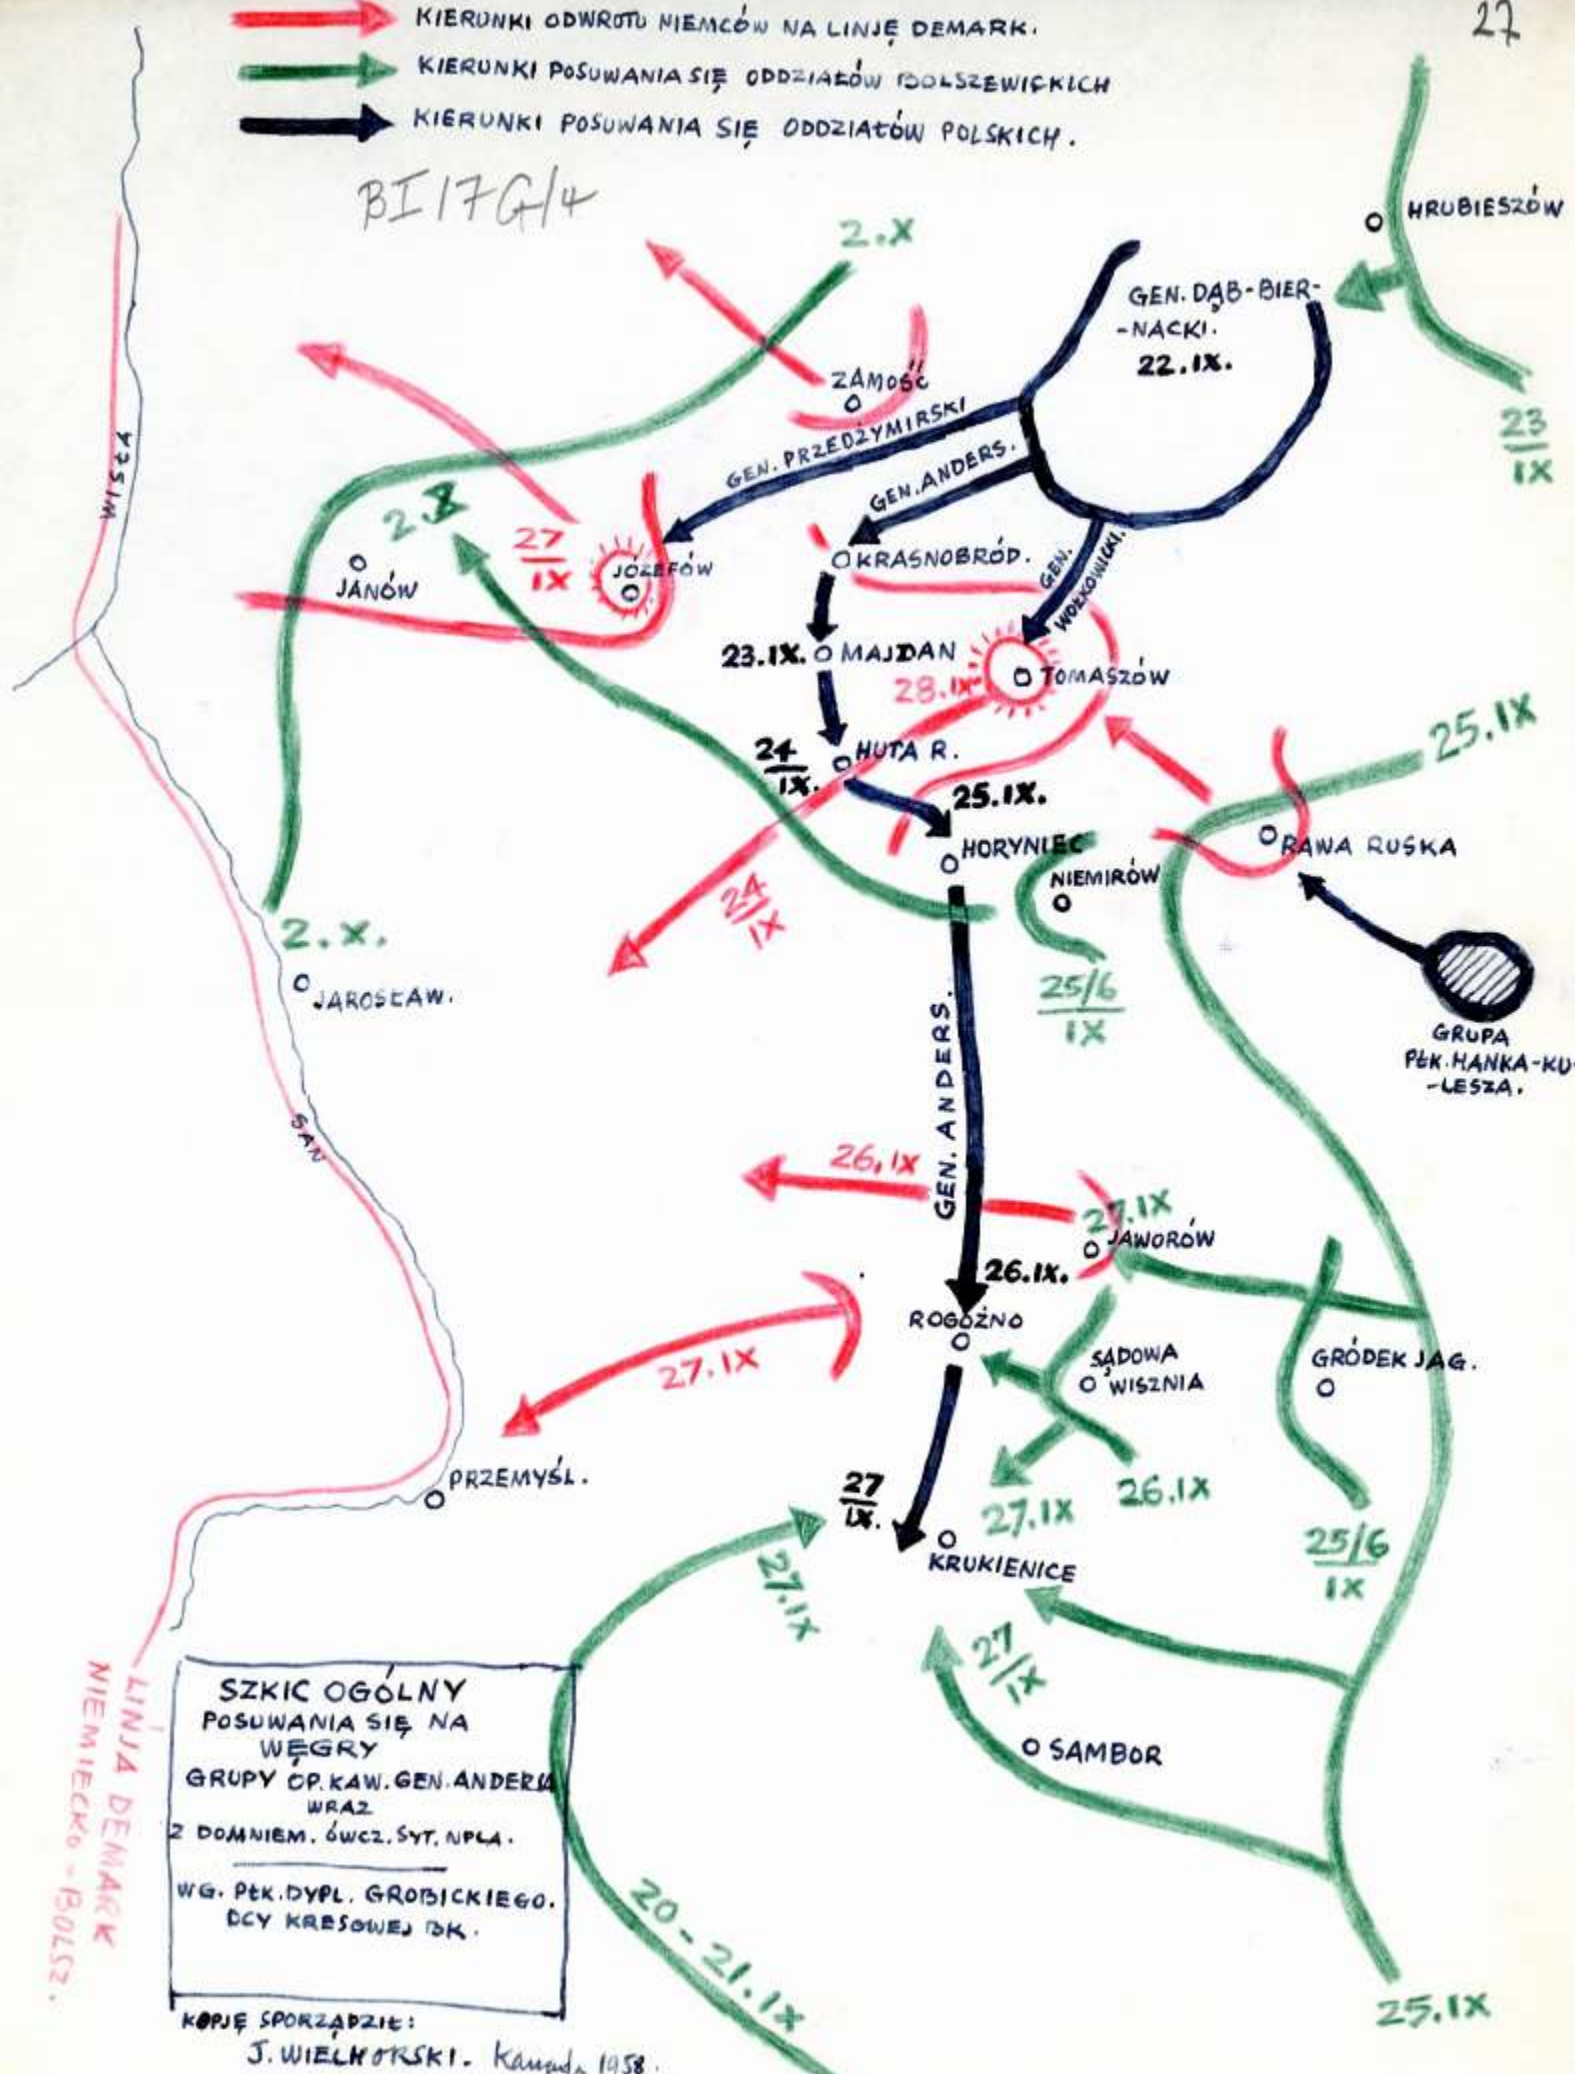 27
KIERUNKI ODWROTU NIEMCÓW NA LINJĘ DEMARK.
KIERUNKI POSUWANIA SIĘ ODDZIAŁÓW BOLSZEWICKICH
KIERUNKI POSUWANIA SIĘ ODDZIAŁÓW POLSKICH.
BI 17 G/4
HRUBIESZÓW
2.X
GEN. DĄB-BIER-
-NACKI.
22.IX.
ZAMOŚĆ
23
IX
WISŁA
GEN. PRZEDŻYMIRSKI
GEN. ANDERS.
2.X
27
IX
JÓZEFÓW
JANÓW
KRASNOBRÓD.
GEN.
WOŁKOWICKI.
23.IX.
MAJDAN
28.IX
TOMASZÓW
25.IX
24
IX.
HUTA R.
25.IX.
HORYNIEC
NIEMIRÓW
RAWA RUSKA
24
IX
2.X.
JAROSŁAW.
25/6
IX
GRUPA
PŁK. HANKA-KU-
-LESZA.
GEN. ANDERS.
SAN
26.IX
27.IX
JAWORÓW
26.IX.
ROGOŹNO
27.IX
SĄDOWA
WISZNIA
GRÓDEK JAG.
PRZEMYŚL.
27
IX.
27.IX
26.IX
25/6
IX
KRUKIENICE
27.IX
27/IX
SAMBOR
LINJA DEMARK
NIEMIECKO-BOLSZ.
SZKIC OGÓLNY
POSUWANIA SIĘ NA
WĘGRY
GRUPY OP. KAW. GEN. ANDERSA
WRAZ
Z DOMNIEM. ÓWCZ. SYT. NPLA.
WG. PŁK. DYPL. GROBICKIEGO.
DCY KRESOWEJ BK.
20-21.IX
25.IX
KOPJĘ SPORZĄDZIŁ:
J. WIELHORSKI. Kanada 1958.